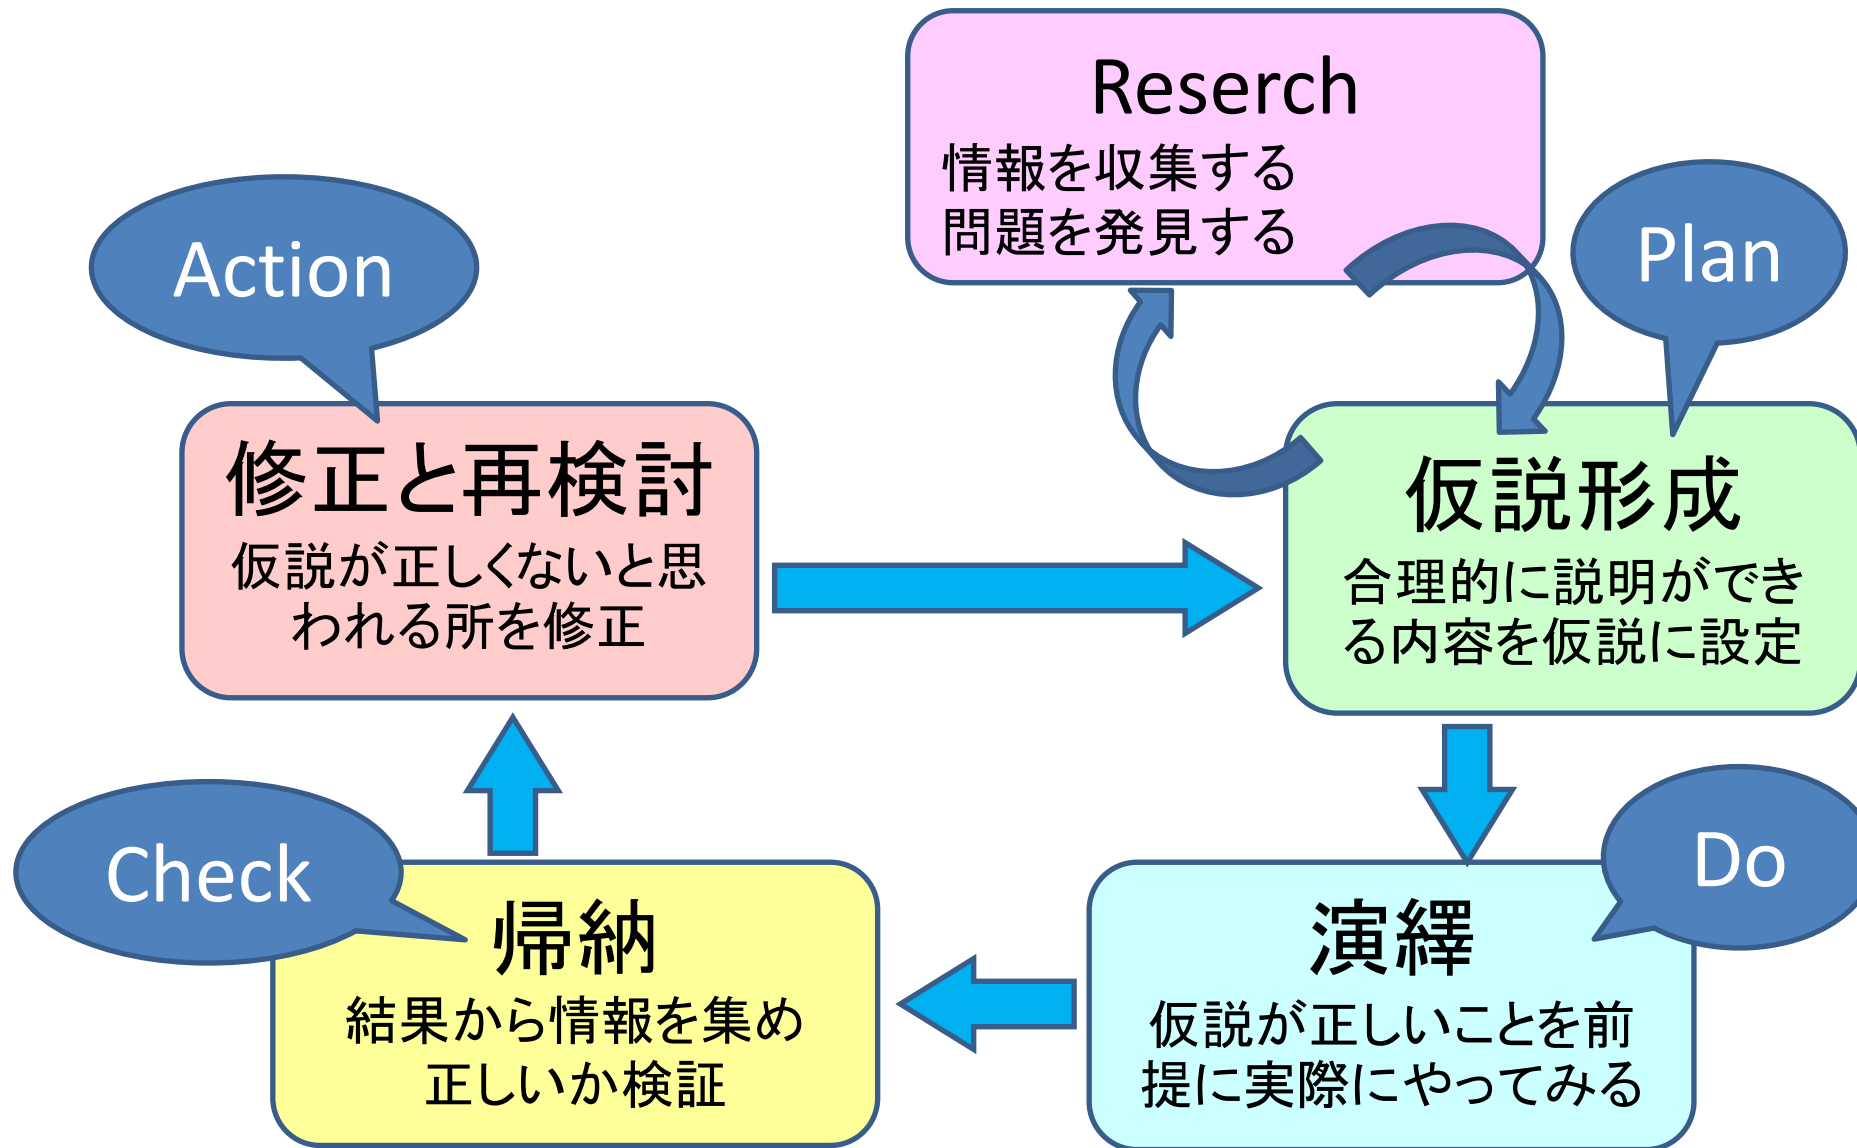 Reserch
情報を収集する
問題を発見する
Plan
Action
修正と再検討
仮説が正しくないと思
われる所を修正
仮説形成
合理的に説明ができ
る内容を仮説に設定
Check
帰納
結果から情報を集め
正しいか検証
Do
演繹
仮説が正しいことを前
提に実際にやってみる